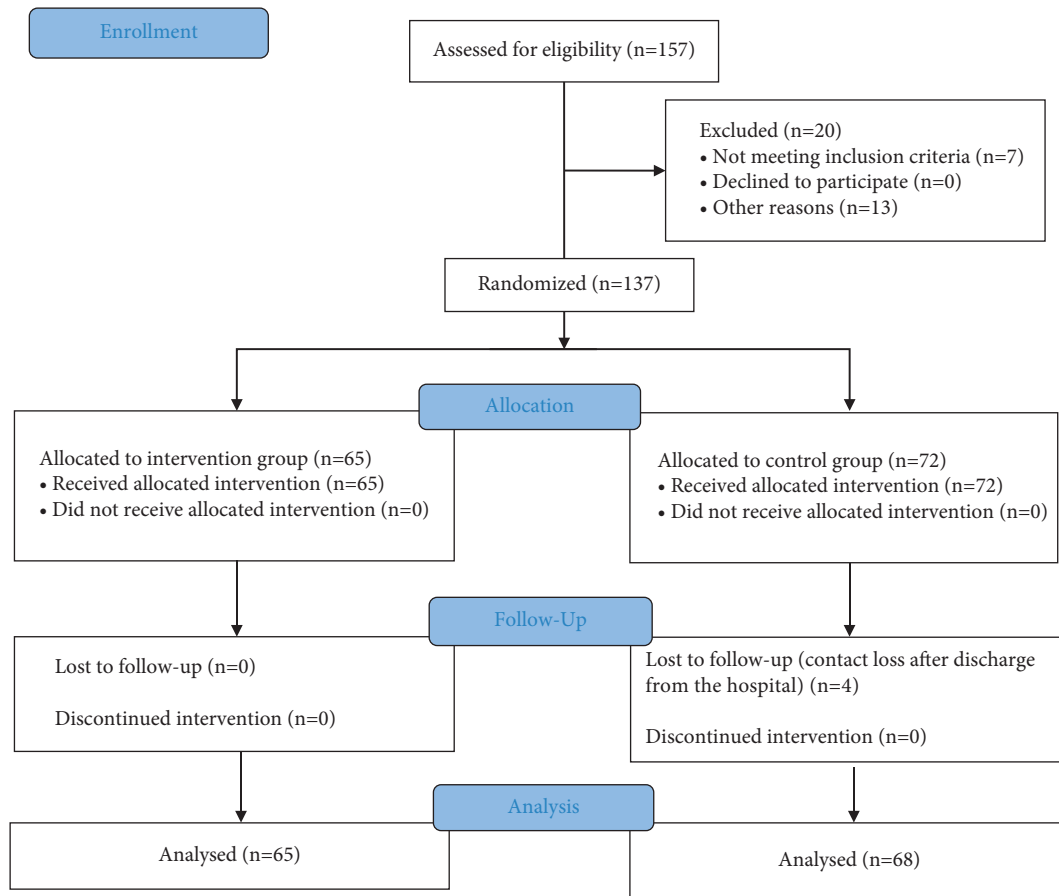 Enrollment
Assessed for eligibility (n=157)
Excluded (n=20)
• Not meeting inclusion criteria (n=7)
• Declined to participate (n=0)
• Other reasons (n=13)
Randomized (n=137)
Allocation
Allocated to intervention group (n=65)
• Received allocated intervention (n=65)
• Did not receive allocated intervention (n=0)
Allocated to control group (n=72)
• Received allocated intervention (n=72)
• Did not receive allocated intervention (n=0)
Follow-Up
Lost to follow-up (n=0)
Discontinued intervention (n=0)
Lost to follow-up (contact loss after discharge
from the hospital) (n=4)
Discontinued intervention (n=0)
Analysis
Analysed (n=65)
Analysed (n=68)